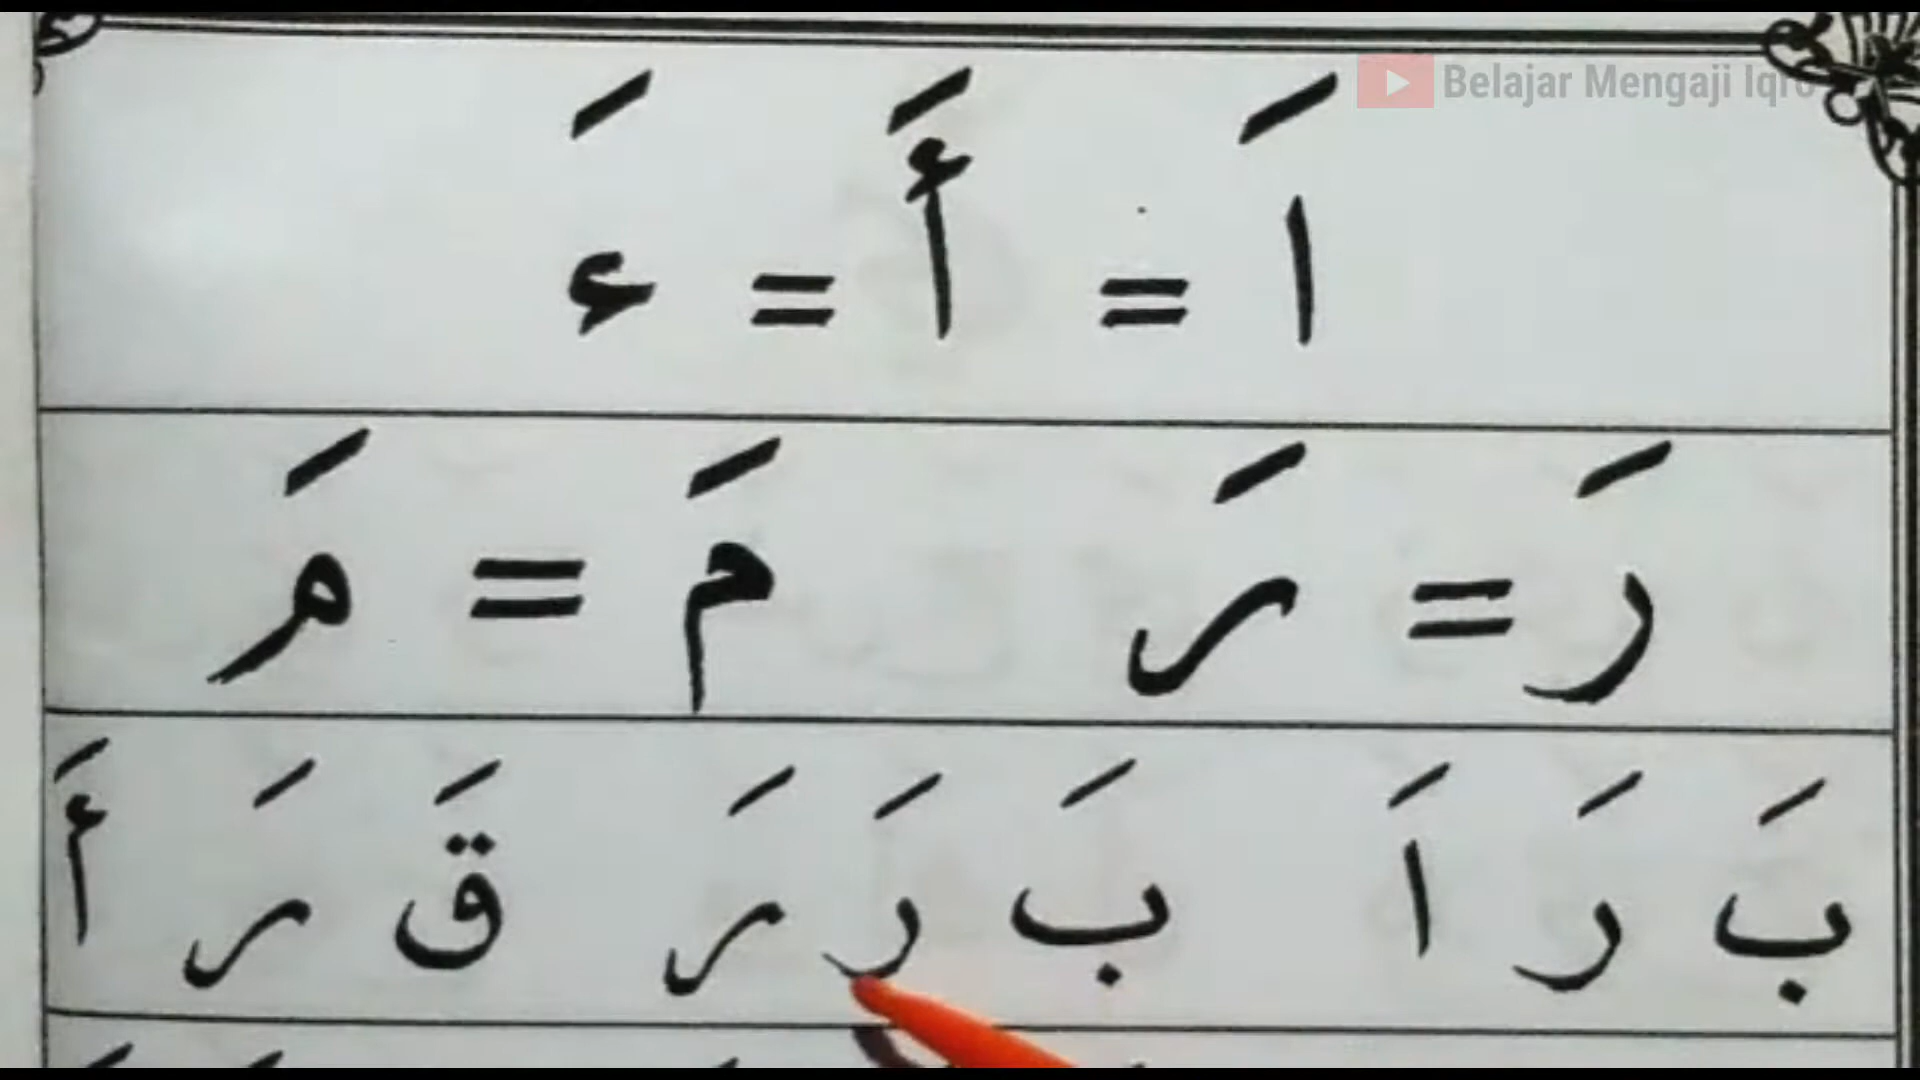 Belajar Mengaji Iqro
اَ = أَ = ءَ
رَ = رَ مَ = مَ
بَ رَ اَ بَ رَ رَ قَ رَ أَ